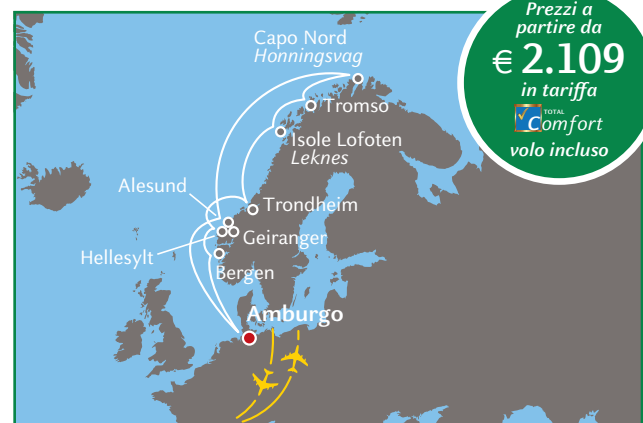 Prezzi a
partire da
€ 2.109
in tariffa
TOTAL
Comfort
volo incluso
Capo Nord
Honningsvag
Tromso
Isole Lofoten
Leknes
Alesund
Trondheim
Geiranger
Hellesylt
Bergen
Amburgo